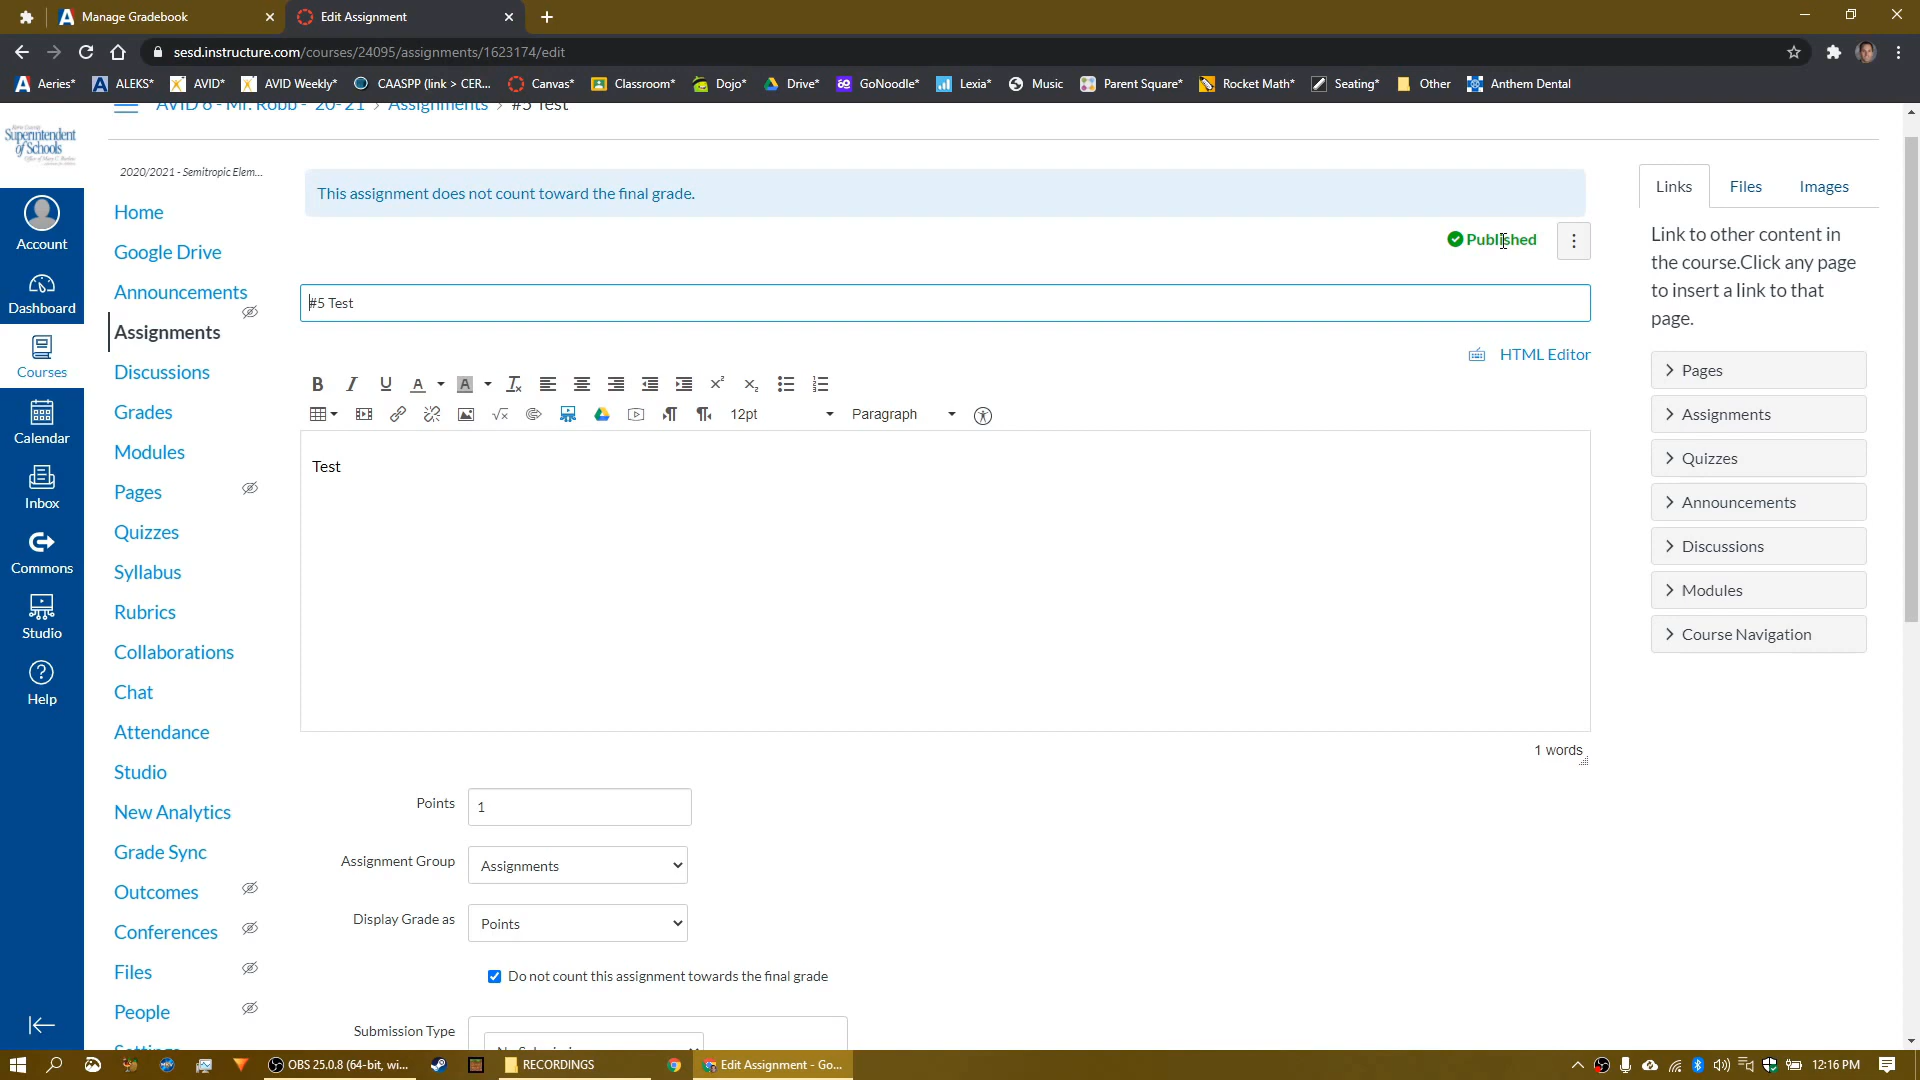 Manage Gradebook
Edit Assignment
sesd.instructure.com/courses/24095/assignments/1623174/edit
Aeries*
ALEKS*
AVID*
AVID Weekly*
CAASPP (link > CER...
Canvas*
Classroom*
Dojo*
Drive*
GoNoodle*
Lexia*
Music
Parent Square*
Rocket Math*
Seating*
Other
Anthem Dental
AVID 6 - Mr. Robb - '20-'21 > Assignments > #5 Test
Superintendent
of Schools
Account
Dashboard
Courses
Calendar
Inbox
Commons
Studio
Help
2020/2021 - Semitropic Elem...
Home
Google Drive
Announcements
Assignments
Discussions
Grades
Modules
Pages
Quizzes
Syllabus
Rubrics
Collaborations
Chat
Attendance
Studio
New Analytics
Grade Sync
Outcomes
Conferences
Files
People
Settings
This assignment does not count toward the final grade.
Published
#5 Test
HTML Editor
12pt
Paragraph
Test
1 words
Points
1
Assignment Group
Assignments
Display Grade as
Points
Do not count this assignment towards the final grade
Submission Type
No Submission
Links
Files
Images
Link to other content in
the course.Click any page
to insert a link to that
page.
Pages
Assignments
Quizzes
Announcements
Discussions
Modules
Course Navigation
OBS 25.0.8 (64-bit, wi...
RECORDINGS
Edit Assignment - Go...
12:16 PM